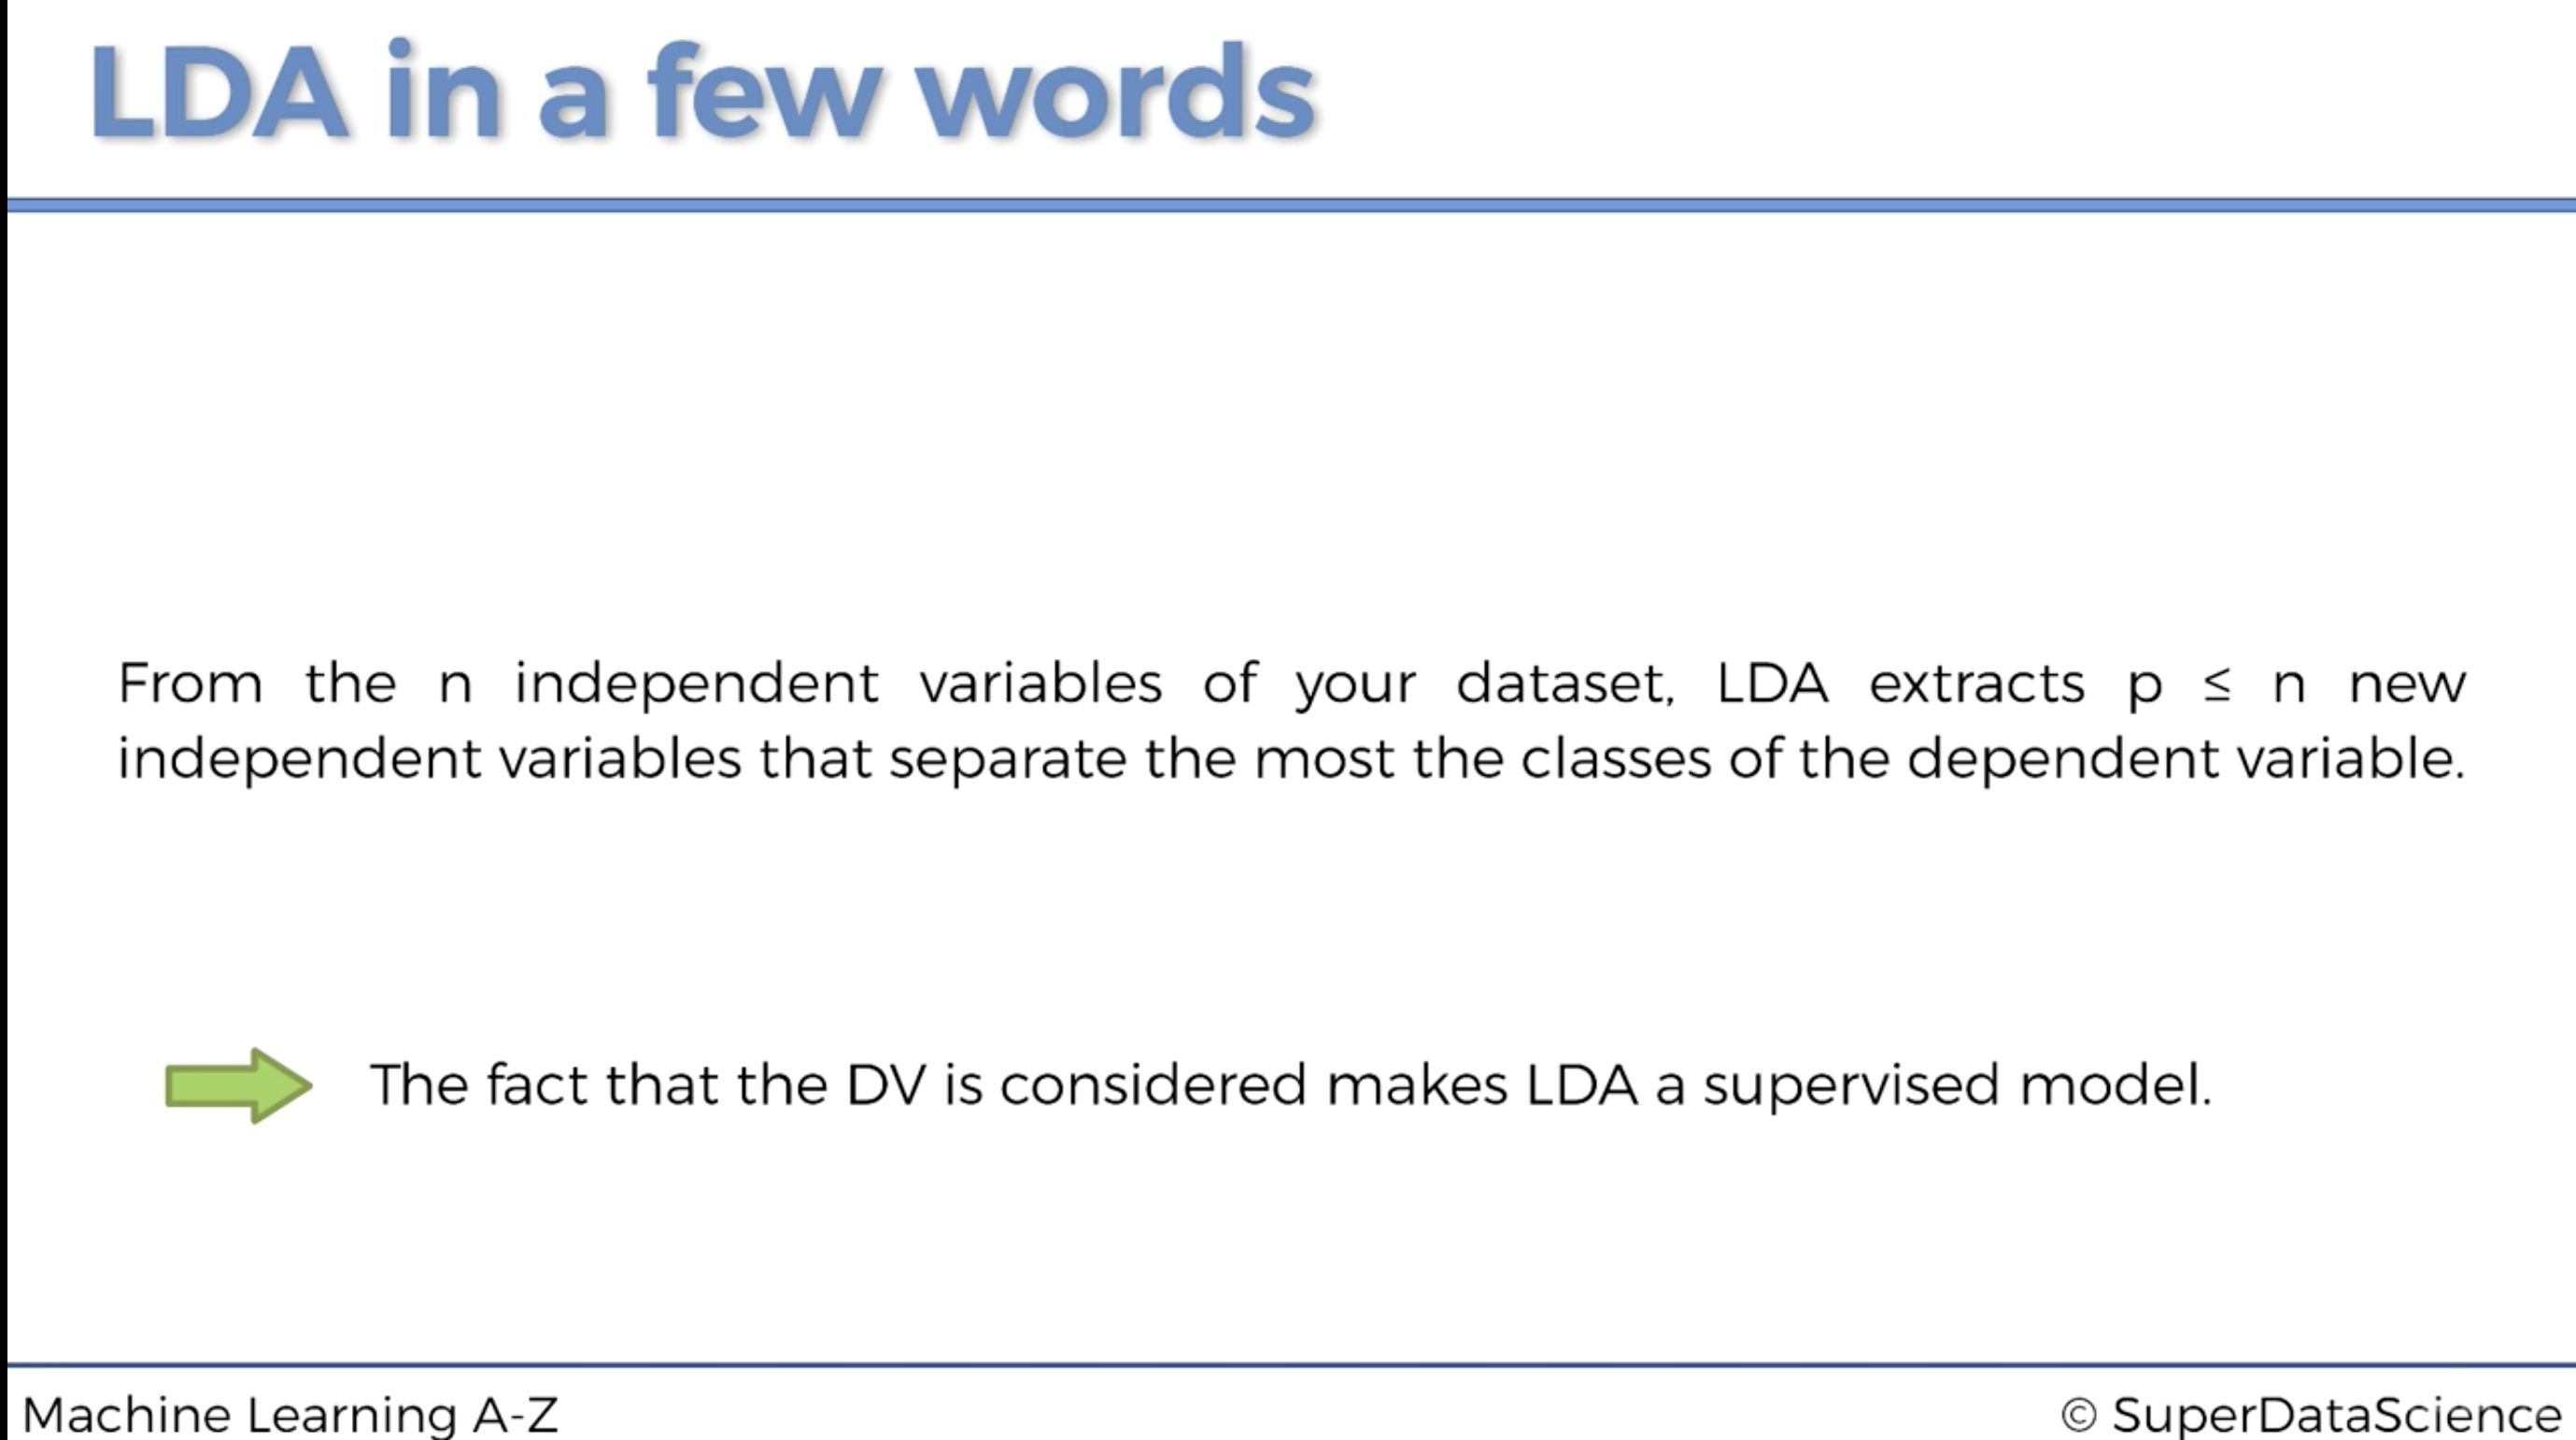 LDA in a few words
From the n independent variables of your dataset, LDA extracts p ≤ n new
independent variables that separate the most the classes of the dependent variable.
The fact that the DV is considered makes LDA a supervised model.
Machine Learning A-Z
© SuperDataScience